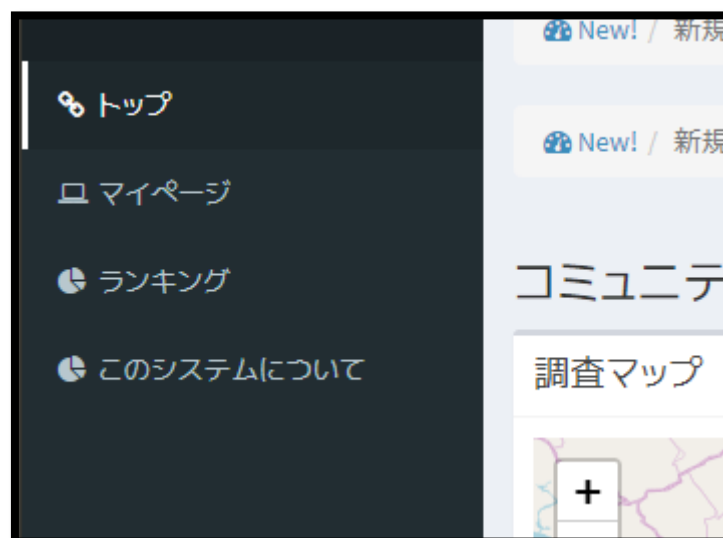 トップ
マイページ
ランキング
このシステムについて
New! / 新規
New! / 新規
コミュニテ
調査マップ
+